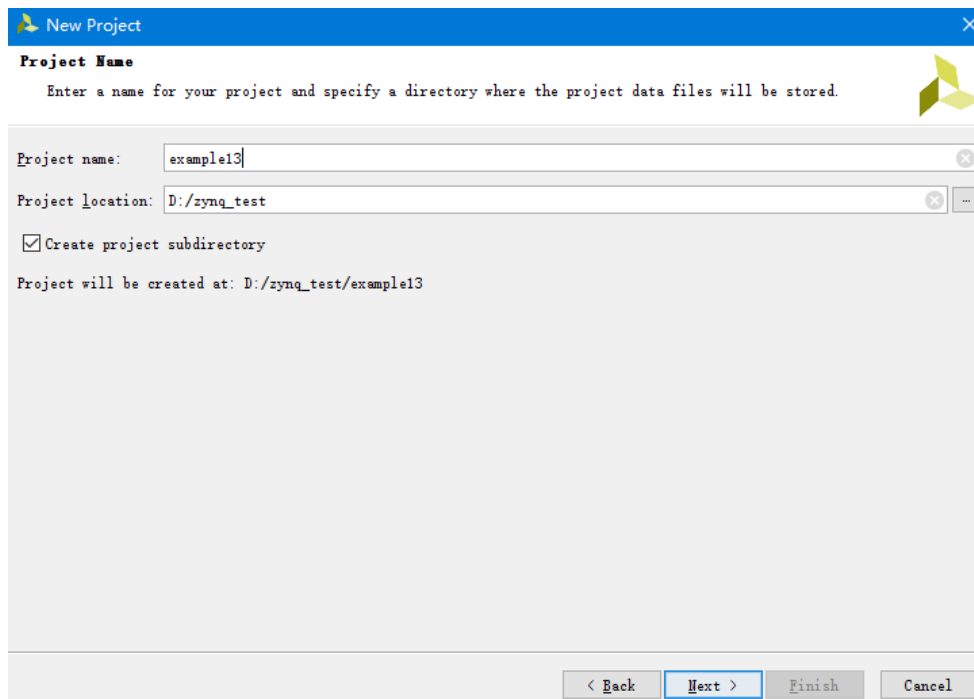 New Project
Project Name
Enter a name for your project and specify a directory where the project data files will be stored.
Project name: example13
Project location: D:/zynq_test ...
Create project subdirectory
Project will be created at: D:/zynq_test/example13
< Back Next > Finish Cancel